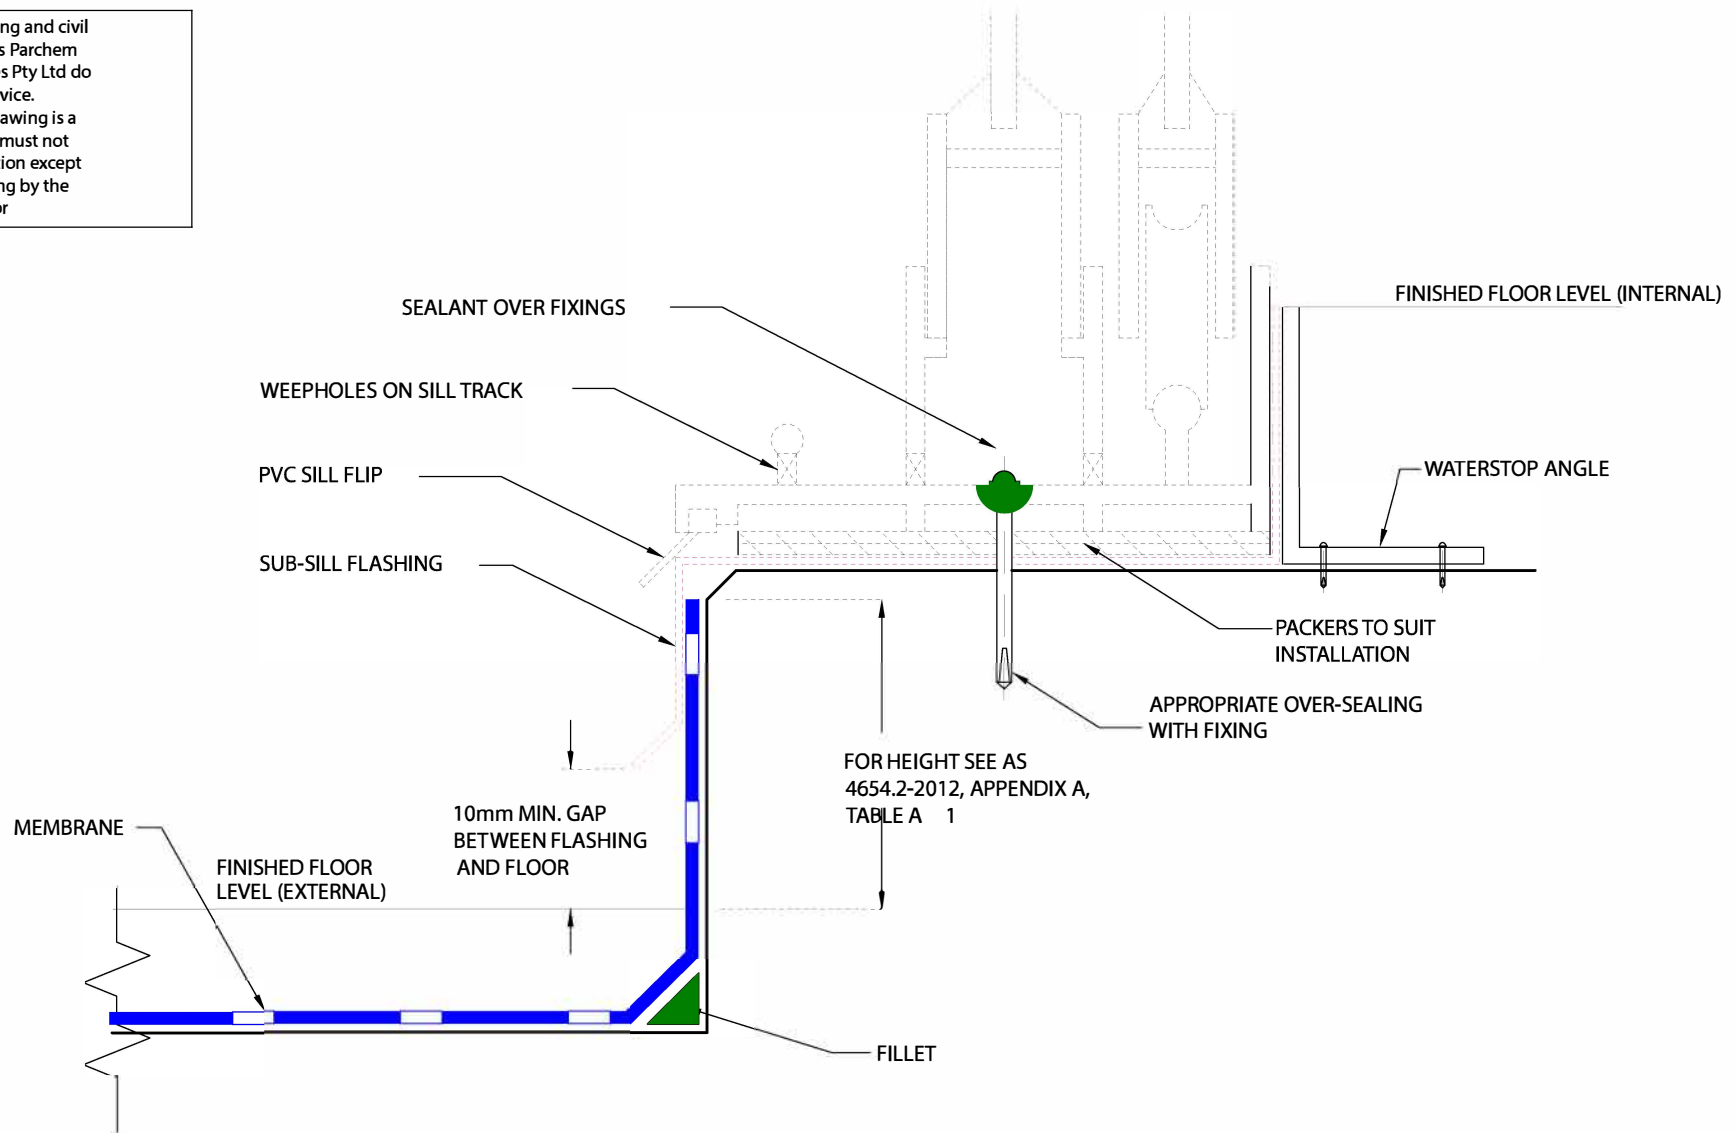 ng and civil
s Parchem
s Pty Ltd do
vice.
awing is a
must not
tion except
ng by the
or
SEALANT OVER FIXINGS
FINISHED FLOOR LEVEL (INTERNAL)
WEEPHOLES ON SILL TRACK
PVC SILL FLIP
WATERSTOP ANGLE
SUB-SILL FLASHING
PACKERS TO SUIT
INSTALLATION
APPROPRIATE OVER-SEALING
WITH FIXING
FOR HEIGHT SEE AS
4654.2-2012, APPENDIX A,
TABLE A 1
10mm MIN. GAP
BETWEEN FLASHING
AND FLOOR
MEMBRANE
FINISHED FLOOR
LEVEL (EXTERNAL)
FILLET